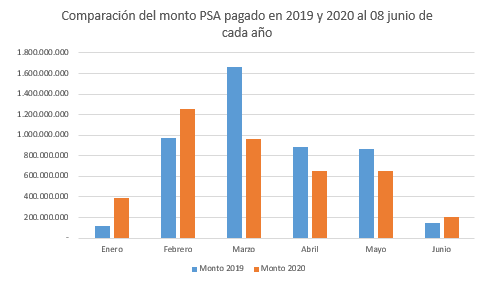 Comparación del monto PSA pagado en 2019 y 2020 al 08 junio de
cada año
1.800.000.000
1.600.000.000
1.400.000.000
1.200.000.000
1.000.000.000
800.000.000
600.000.000
400.000.000
200.000.000
-
Enero Febrero Marzo Abril Mayo Junio
Monto 2019 Monto 2020